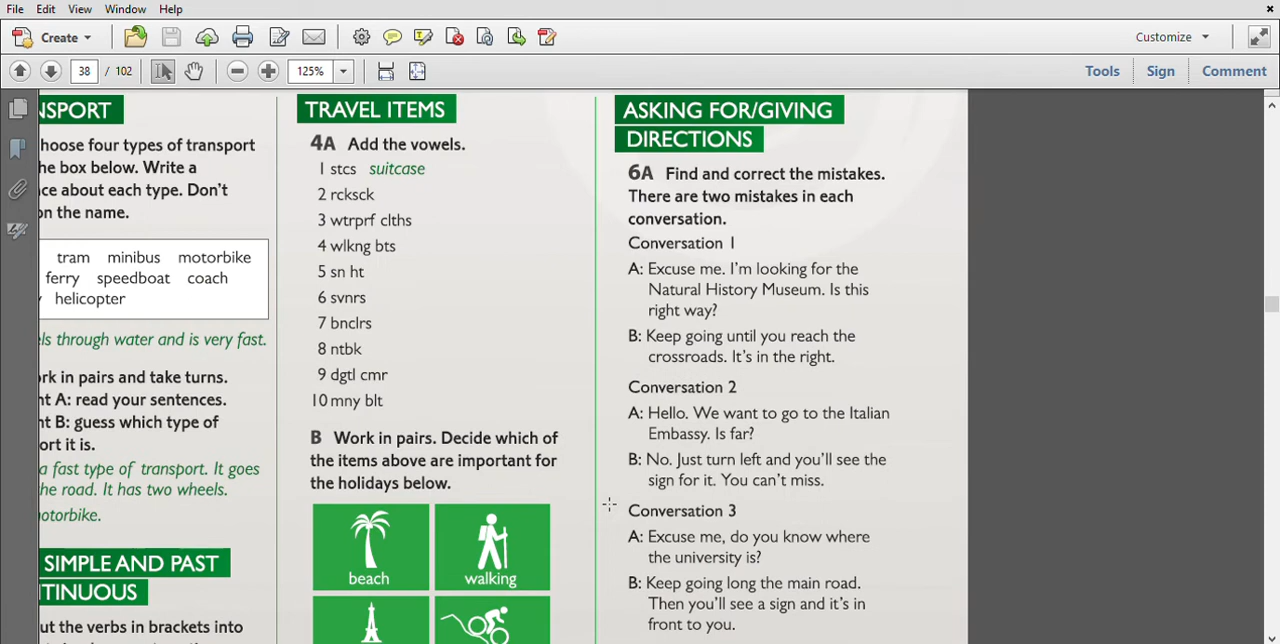 File Edit View Window Help
Create
Customize
38 / 102
125%
Tools Sign Comment
NSPORT
hoose four types of transport
he box below. Write a
nce about each type. Don't
on the name.
tram minibus motorbike
ferry speedboat coach
helicopter
els through water and is very fast.
ork in pairs and take turns.
nt A: read your sentences.
nt B: guess which type of
ort it is.
a fast type of transport. It goes
he road. It has two wheels.
otorbike.
SIMPLE AND PAST
TINUOUS
ut the verbs in brackets into
TRAVEL ITEMS
4A Add the vowels.
1 stcs suitcase
2 rcksck
3 wtrprf clths
4 wlkng bts
5 sn ht
6 svnrs
7 bnclrs
8 ntbk
9 dgtl cmr
10 mny blt
B Work in pairs. Decide which of
the items above are important for
the holidays below.
beach
walking
ASKING FOR/GIVING
DIRECTIONS
6A Find and correct the mistakes.
There are two mistakes in each
conversation.
Conversation 1
A: Excuse me. I'm looking for the
Natural History Museum. Is this
right way?
B: Keep going until you reach the
crossroads. It's in the right.
Conversation 2
A: Hello. We want to go to the Italian
Embassy. Is far?
B: No. Just turn left and you'll see the
sign for it. You can't miss.
Conversation 3
A: Excuse me, do you know where
the university is?
B: Keep going long the main road.
Then you'll see a sign and it's in
front to you.